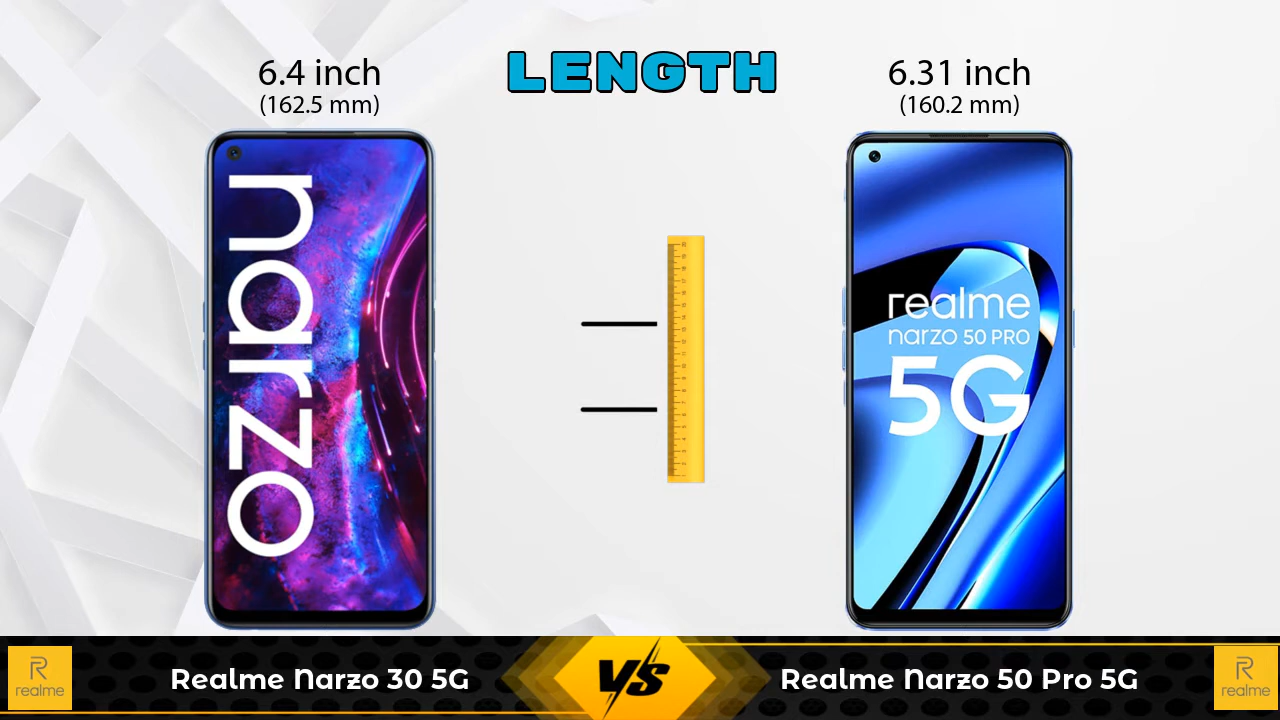 LENGTH
6.4 inch
(162.5 mm)
6.31 inch
(160.2 mm)
narzo
realme
narzo 50 PRO
5G
R
realme
Realme Narzo 30 5G
VS
Realme Narzo 50 Pro 5G
R
realme